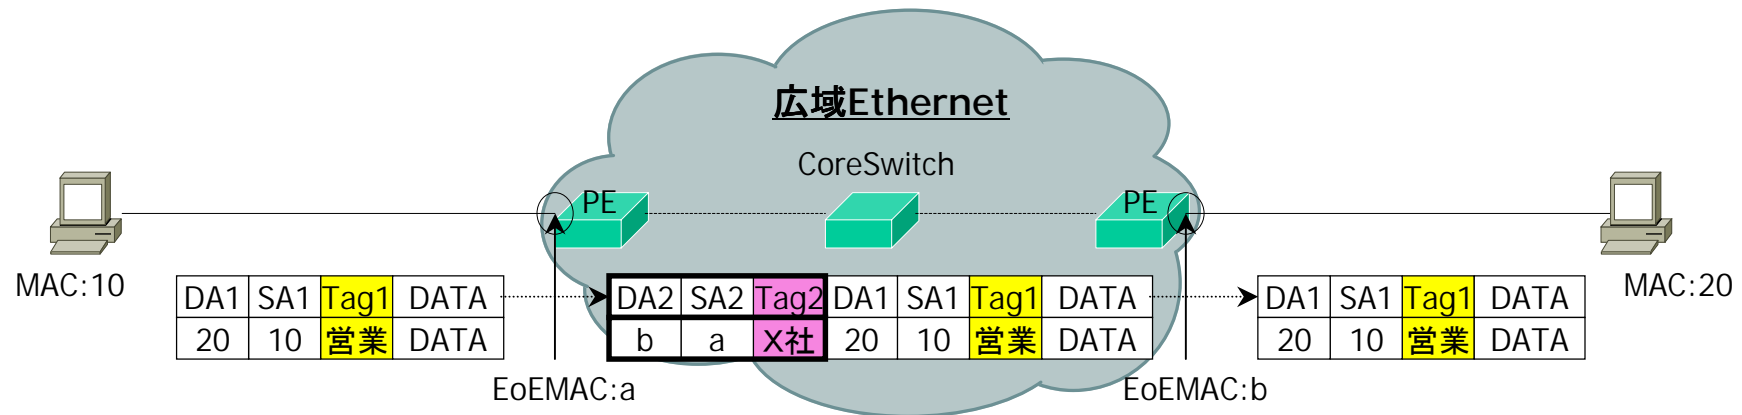 広域Ethernet
CoreSwitch
PE
PE
MAC:10
MAC:20
DA1 SA1 Tag1 DATA
20 10 営業 DATA
DA2 SA2 Tag2 DA1 SA1 Tag1 DATA
b a X社 20 10 営業 DATA
DA1 SA1 Tag1 DATA
20 10 営業 DATA
EoEMAC:a
EoEMAC:b